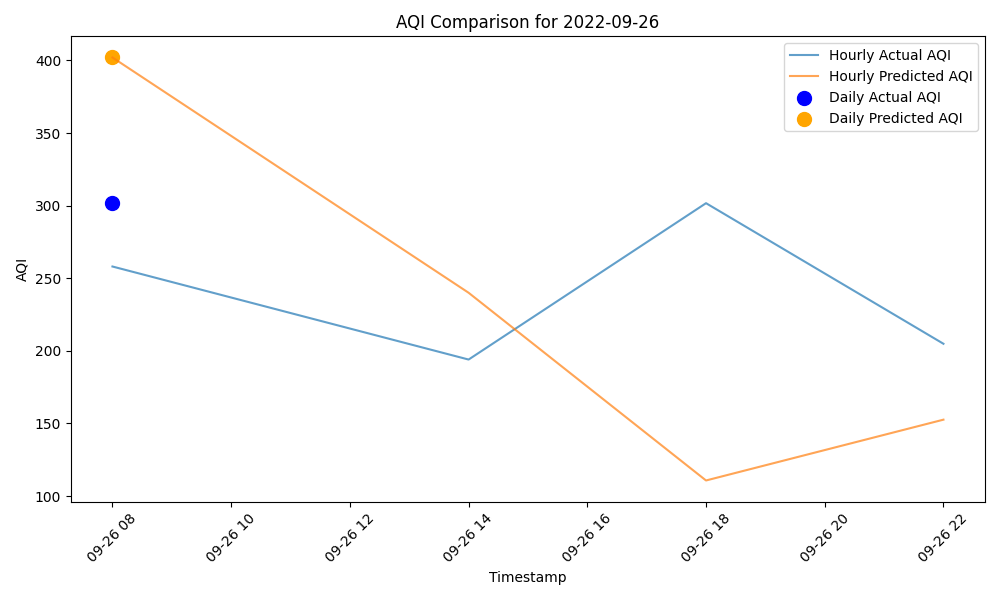 AQI Comparison for 2022-09-26
Hourly Actual AQI
Hourly Predicted AQI
Daily Actual AQI
Daily Predicted AQI
AQI
400
350
300
250
200
150
100
09-26 08
09-26 10
09-26 12
09-26 14
09-26 16
09-26 18
09-26 20
09-26 22
Timestamp